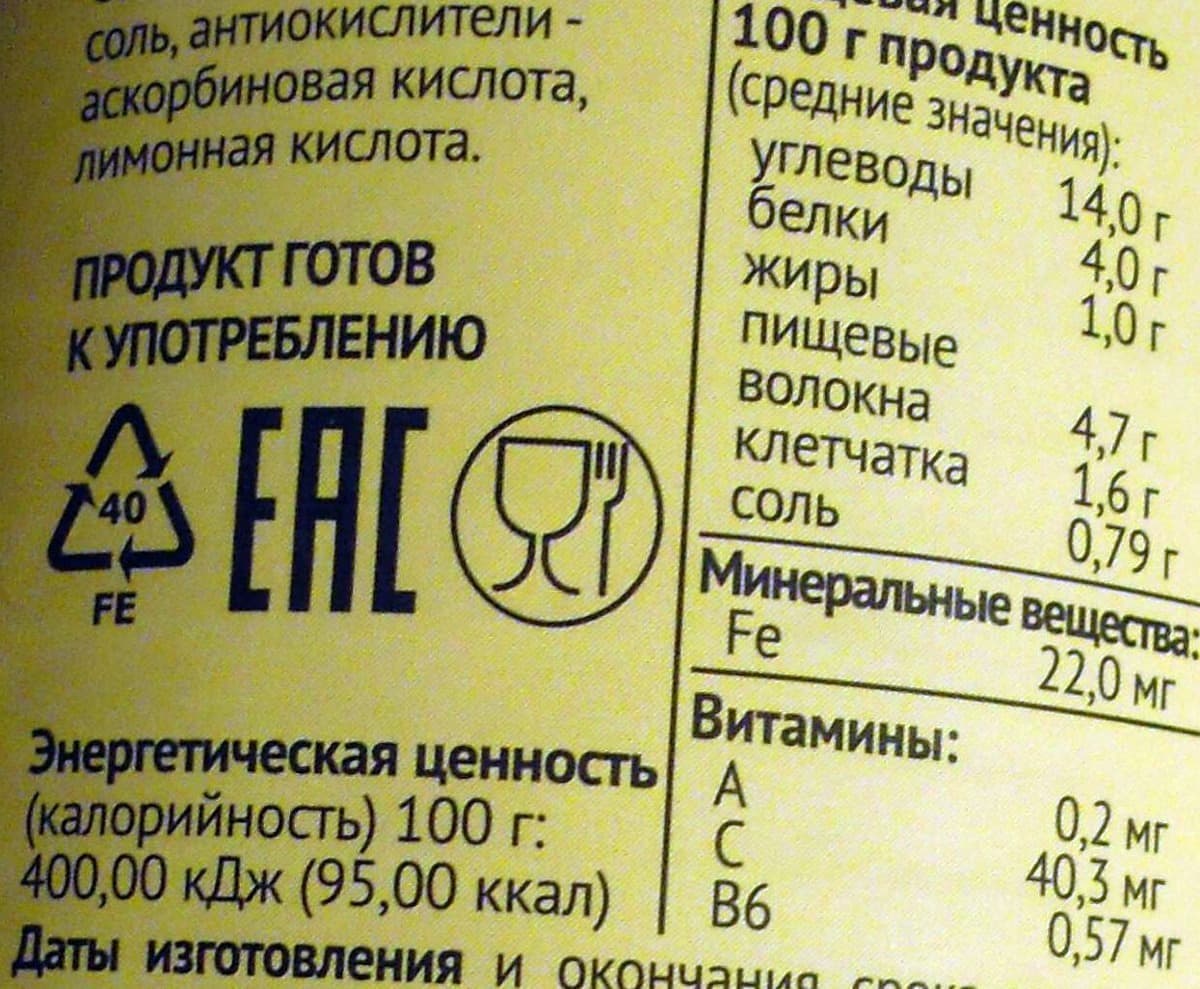 соль, антиокислители -
аскорбиновая кислота,
лимонная кислота.
ПРОДУКТ ГОТОВ
К УПОТРЕБЛЕНИЮ
40
FE
EAC
Энергетическая ценность
(калорийность) 100 г:
400,00 кДж (95,00 ккал)
ценность
100 г продукта
(средние значения):
углеводы 14,0 г
белки 4,0 г
жиры 1,0 г
пищевые
волокна 4,7 г
клетчатка 1,6 г
соль 0,79 г
Минеральные вещества:
Fe 22,0 мг
Витамины:
A 0,2 мг
C 40,3 мг
B6 0,57 мг
Даты изготовления и окончания